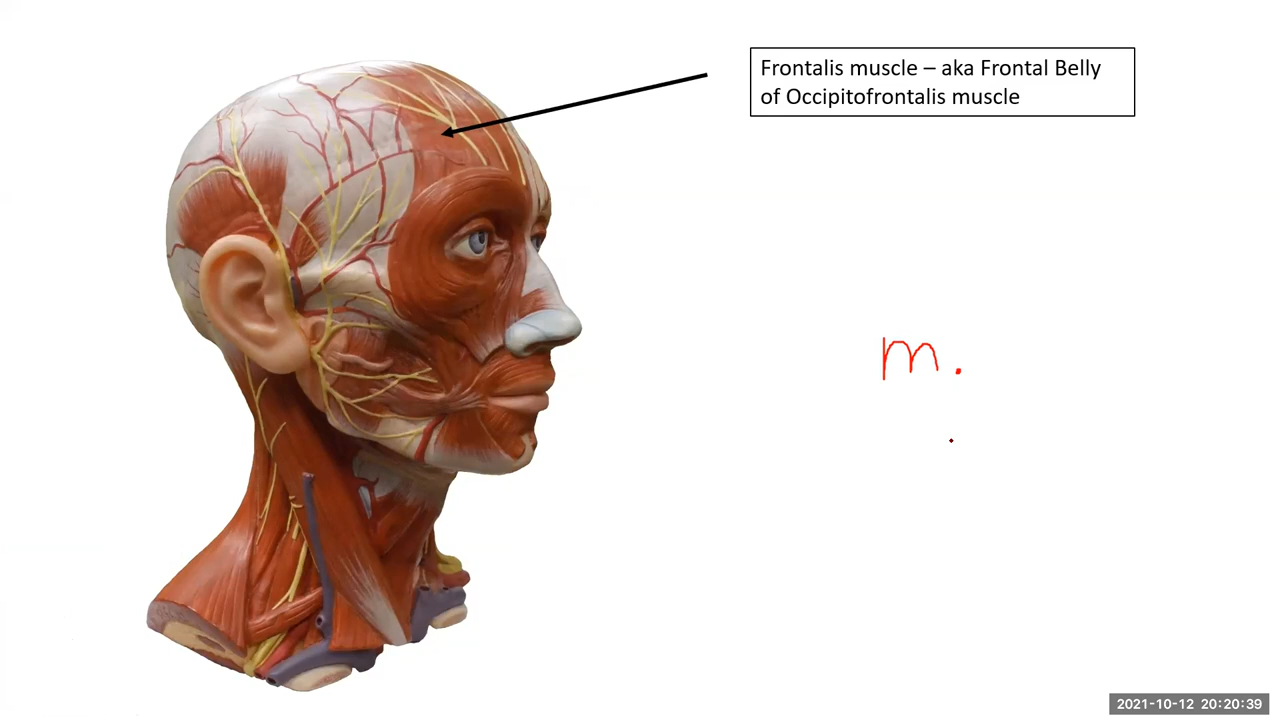 Frontalis muscle – aka Frontal Belly
of Occipitofrontalis muscle
m.
2021-10-12 20:20:39